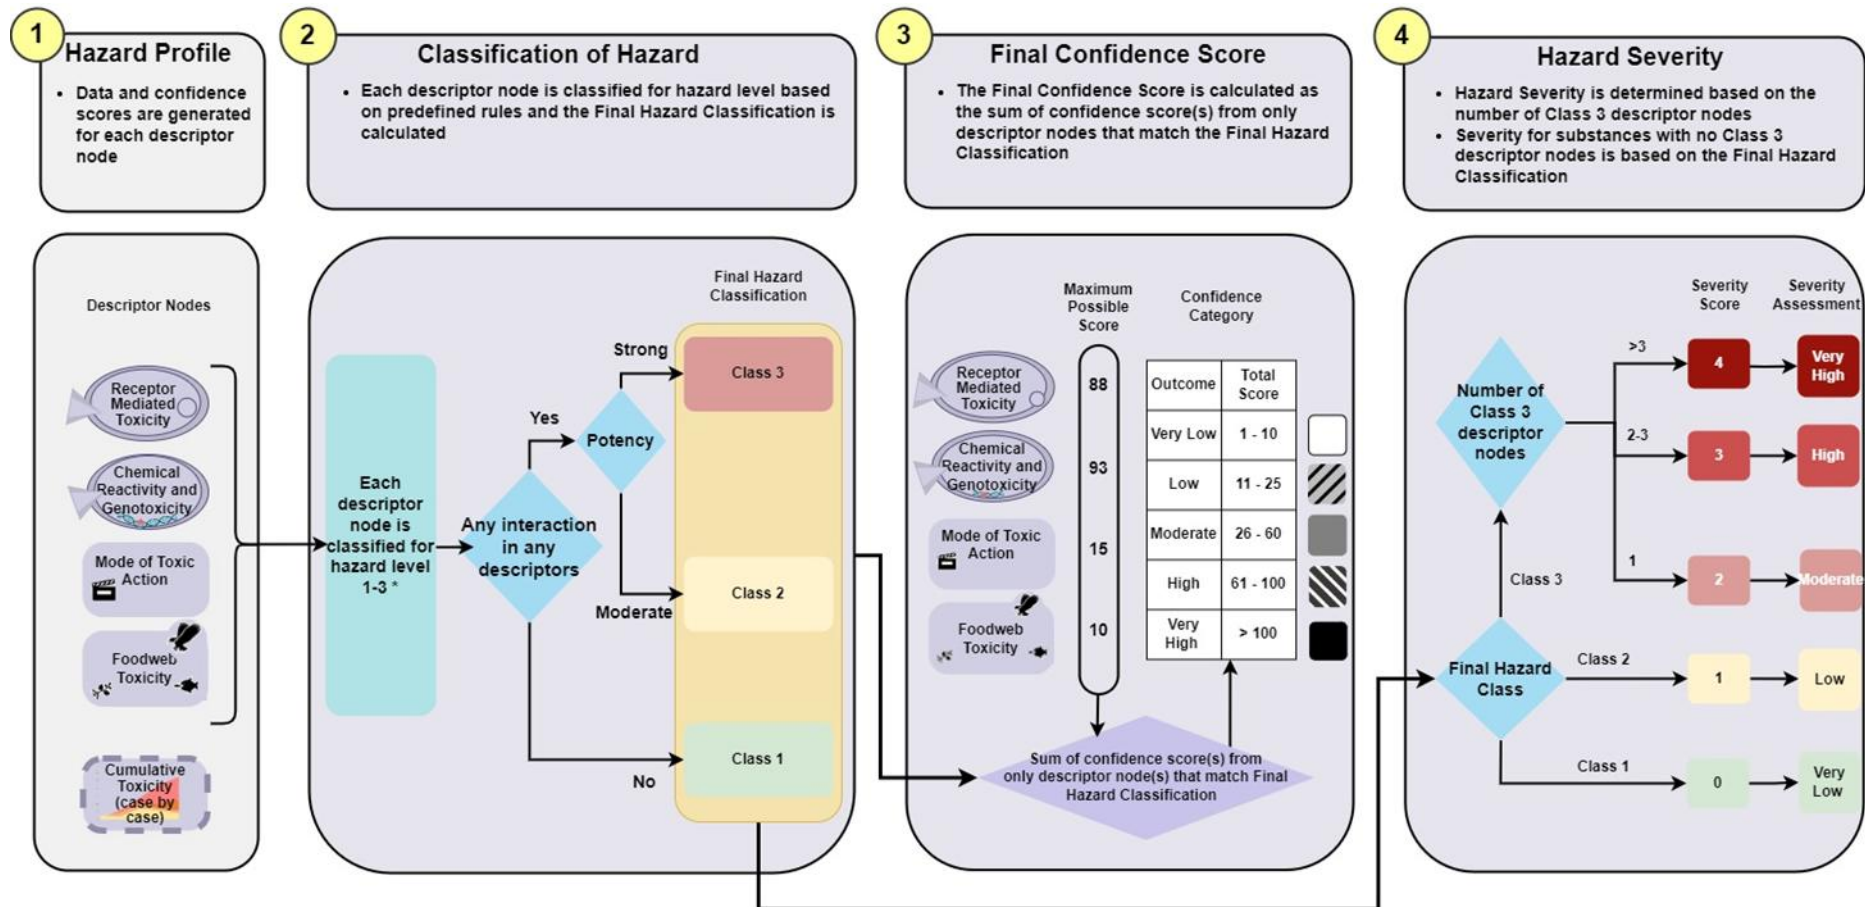 1
Hazard Profile
• Data and confidence
scores are generated
for each descriptor
node
2
Classification of Hazard
• Each descriptor node is classified for hazard level based
on predefined rules and the Final Hazard Classification is
calculated
3
Final Confidence Score
• The Final Confidence Score is calculated as
the sum of confidence score(s) from only
descriptor nodes that match the Final Hazard
Classification
4
Hazard Severity
• Hazard Severity is determined based on the
number of Class 3 descriptor nodes
• Severity for substances with no Class 3
descriptor nodes is based on the Final Hazard
Classification
Descriptor Nodes
Receptor
Mediated
Toxicity
Chemical
Reactivity and
Genotoxicity
Mode of Toxic
Action
Foodweb
Toxicity
Cumulative
Toxicity
(case by
case)
Each
descriptor
node is
classified for
hazard level
1-3 *
Any interaction
in any
descriptors
Yes
No
Potency
Strong
Moderate
Final Hazard
Classification
Class 3
Class 2
Class 1
Maximum
Possible
Score
Confidence
Category
Receptor
Mediated
Toxicity
88
Chemical
Reactivity and
Genotoxicity
93
Mode of Toxic
Action
15
Foodweb
Toxicity
10
Outcome
Total
Score
Very Low
1 - 10
Low
11 - 25
Moderate
26 - 60
High
61 - 100
Very
High
> 100
Sum of confidence score(s) from
only descriptor node(s) that match Final
Hazard Classification
Severity
Score
Severity
Assessment
Number of
Class 3
descriptor
nodes
>3
4
Very
High
2-3
3
High
1
2
Moderate
Class 3
Final Hazard
Class
Class 2
1
Low
Class 1
0
Very
Low